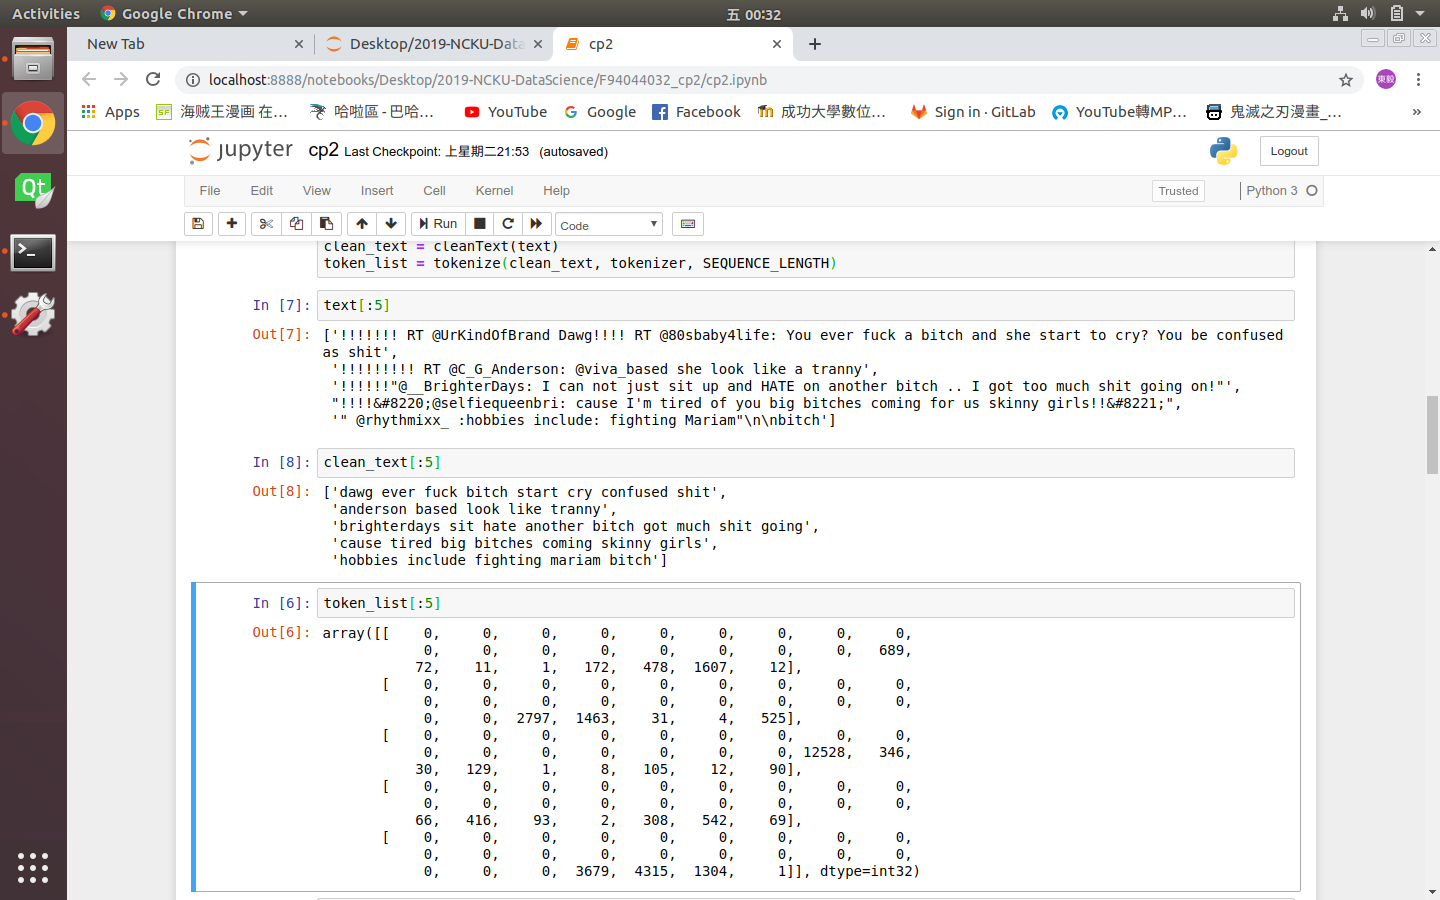 Activities Google Chrome 五 00:32
New Tab Desktop/2019-NCKU-Data cp2
localhost:8888/notebooks/Desktop/2019-NCKU-DataScience/F94044032_cp2/cp2.ipynb 東毅
Apps 海賊王漫画 在… 哈啦區 - 巴哈… YouTube Google Facebook 成功大學數位… Sign in · GitLab YouTube轉MP… 鬼滅之刃漫畫_… »
jupyter cp2 Last Checkpoint: 上星期二21:53 (autosaved) Logout
File Edit View Insert Cell Kernel Help Trusted Python 3
Run Code
clean_text = cleanText(text)
token_list = tokenize(clean_text, tokenizer, SEQUENCE_LENGTH)
In [7]: text[:5]
Out[7]: ['!!!!!!! RT @UrKindOfBrand Dawg!!!! RT @80sbaby4life: You ever fuck a bitch and she start to cry? You be confused
as shit',
'!!!!!!!!! RT @C_G_Anderson: @viva_based she look like a tranny',
'!!!!!!"@__BrighterDays: I can not just sit up and HATE on another bitch .. I got too much shit going on!"',
"!!!!&#8220;@selfiequeenbri: cause I'm tired of you big bitches coming for us skinny girls!!&#8221;",
'" @rhythmixx_ :hobbies include: fighting Mariam"\n\nbitch']
In [8]: clean_text[:5]
Out[8]: ['dawg ever fuck bitch start cry confused shit',
'anderson based look like tranny',
'brighterdays sit hate another bitch got much shit going',
'cause tired big bitches coming skinny girls',
'hobbies include fighting mariam bitch']
In [6]: token_list[:5]
Out[6]: array([[ 0, 0, 0, 0, 0, 0, 0, 0, 0,
0, 0, 0, 0, 0, 0, 0, 0, 689,
72, 11, 1, 172, 478, 1607, 12],
[ 0, 0, 0, 0, 0, 0, 0, 0, 0,
0, 0, 0, 0, 0, 0, 0, 0, 0,
0, 0, 2797, 1463, 31, 4, 525],
[ 0, 0, 0, 0, 0, 0, 0, 0, 0,
0, 0, 0, 0, 0, 0, 0, 12528, 346,
30, 129, 1, 8, 105, 12, 90],
[ 0, 0, 0, 0, 0, 0, 0, 0, 0,
0, 0, 0, 0, 0, 0, 0, 0, 0,
66, 416, 93, 2, 308, 542, 69],
[ 0, 0, 0, 0, 0, 0, 0, 0, 0,
0, 0, 0, 0, 0, 0, 0, 0, 0,
0, 0, 0, 3679, 4315, 1304, 1]], dtype=int32)